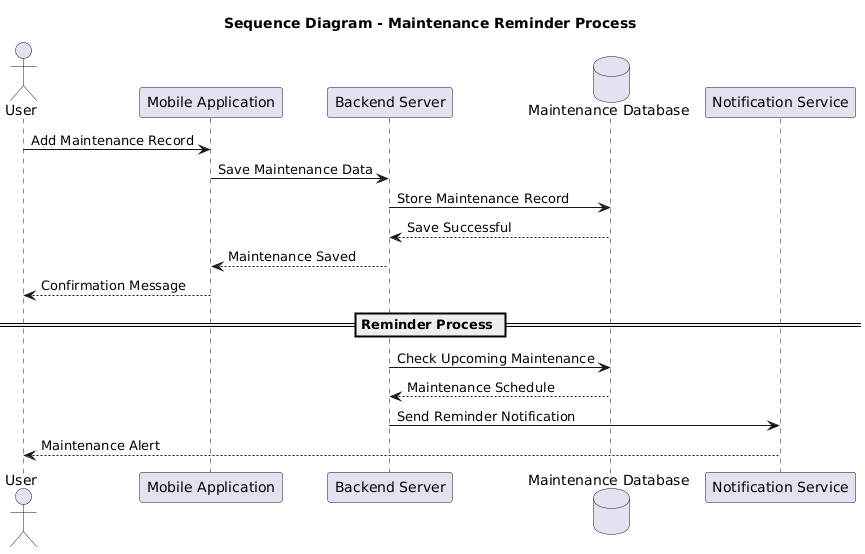 Sequence Diagram - Maintenance Reminder Process
User
Mobile Application
Backend Server
Maintenance Database
Notification Service
Add Maintenance Record
Save Maintenance Data
Store Maintenance Record
Save Successful
Maintenance Saved
Confirmation Message
Reminder Process
Check Upcoming Maintenance
Maintenance Schedule
Send Reminder Notification
Maintenance Alert
User
Mobile Application
Backend Server
Maintenance Database
Notification Service